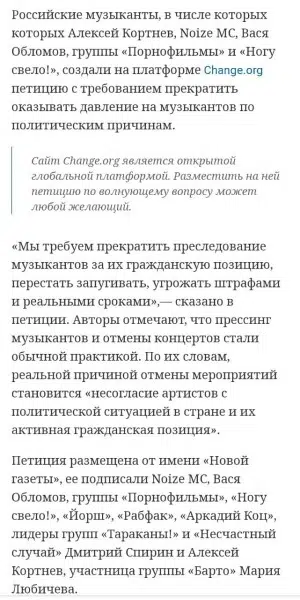 Российские музыканты, в числе которых
которых Алексей Кортнев, Noize MC, Вася
Обломов, группы «Порнофильмы» и «Ногу
свело!», создали на платформе Change.org
петицию с требованием прекратить
оказывать давление на музыкантов по
политическим причинам.
Сайт Change.org является открытой
глобальной платформой. Разместить на ней
петицию по волнующему вопросу может
любой желающий.
«Мы требуем прекратить преследование
музыкантов за их гражданскую позицию,
перестать запугивать, угрожать штрафами
и реальными сроками»,— сказано в
петиции. Авторы отмечают, что прессинг
музыкантов и отмены концертов стали
обычной практикой. По их словам,
реальной причиной отмены мероприятий
становится «несогласие артистов с
политической ситуацией в стране и их
активная гражданская позиция».
Петиция размещена от имени «Новой
газеты», ее подписали Noize MC, Вася
Обломов, группы «Порнофильмы», «Ногу
свело!», «Йорш», «Рабфак», «Аркадий Коц»,
лидеры групп «Тараканы!» и «Несчастный
случай» Дмитрий Спирин и Алексей
Кортнев, участница группы «Барто» Мария
Любичева.